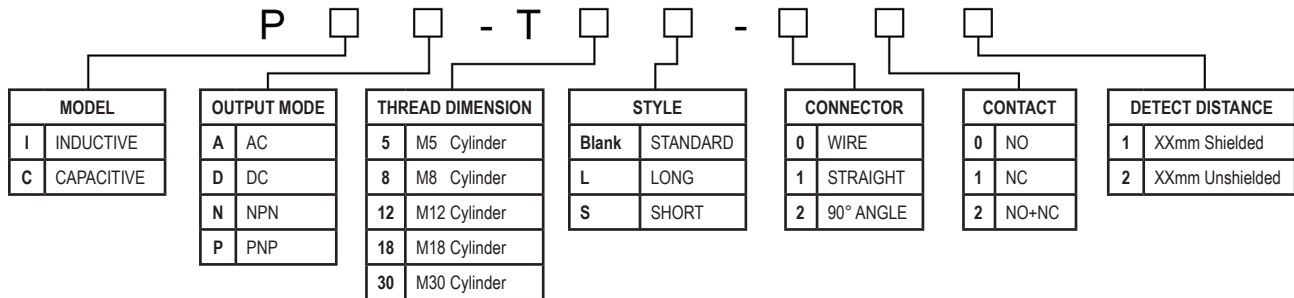 P □ □ - T □ □ - □ □ □
MODEL
I INDUCTIVE
C CAPACITIVE
OUTPUT MODE
A AC
D DC
N NPN
P PNP
THREAD DIMENSION
5 M5 Cylinder
8 M8 Cylinder
12 M12 Cylinder
18 M18 Cylinder
30 M30 Cylinder
STYLE
Blank STANDARD
L LONG
S SHORT
CONNECTOR
0 WIRE
1 STRAIGHT
2 90° ANGLE
CONTACT
0 NO
1 NC
2 NO+NC
DETECT DISTANCE
1 XXmm Shielded
2 XXmm Unshielded